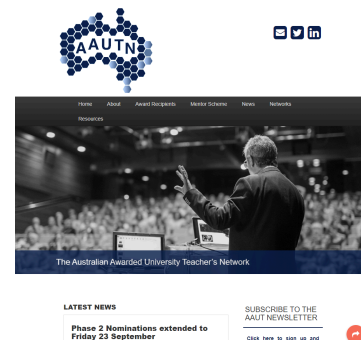 AAUTN
Home About Award Recipients Mentor Scheme News Networks
Resources
The Australian Awarded University Teacher's Network
LATEST NEWS
Phase 2 Nominations extended to
Friday 23 September
SUBSCRIBE TO THE
AAUT NEWSLETTER
Click here to sign up and